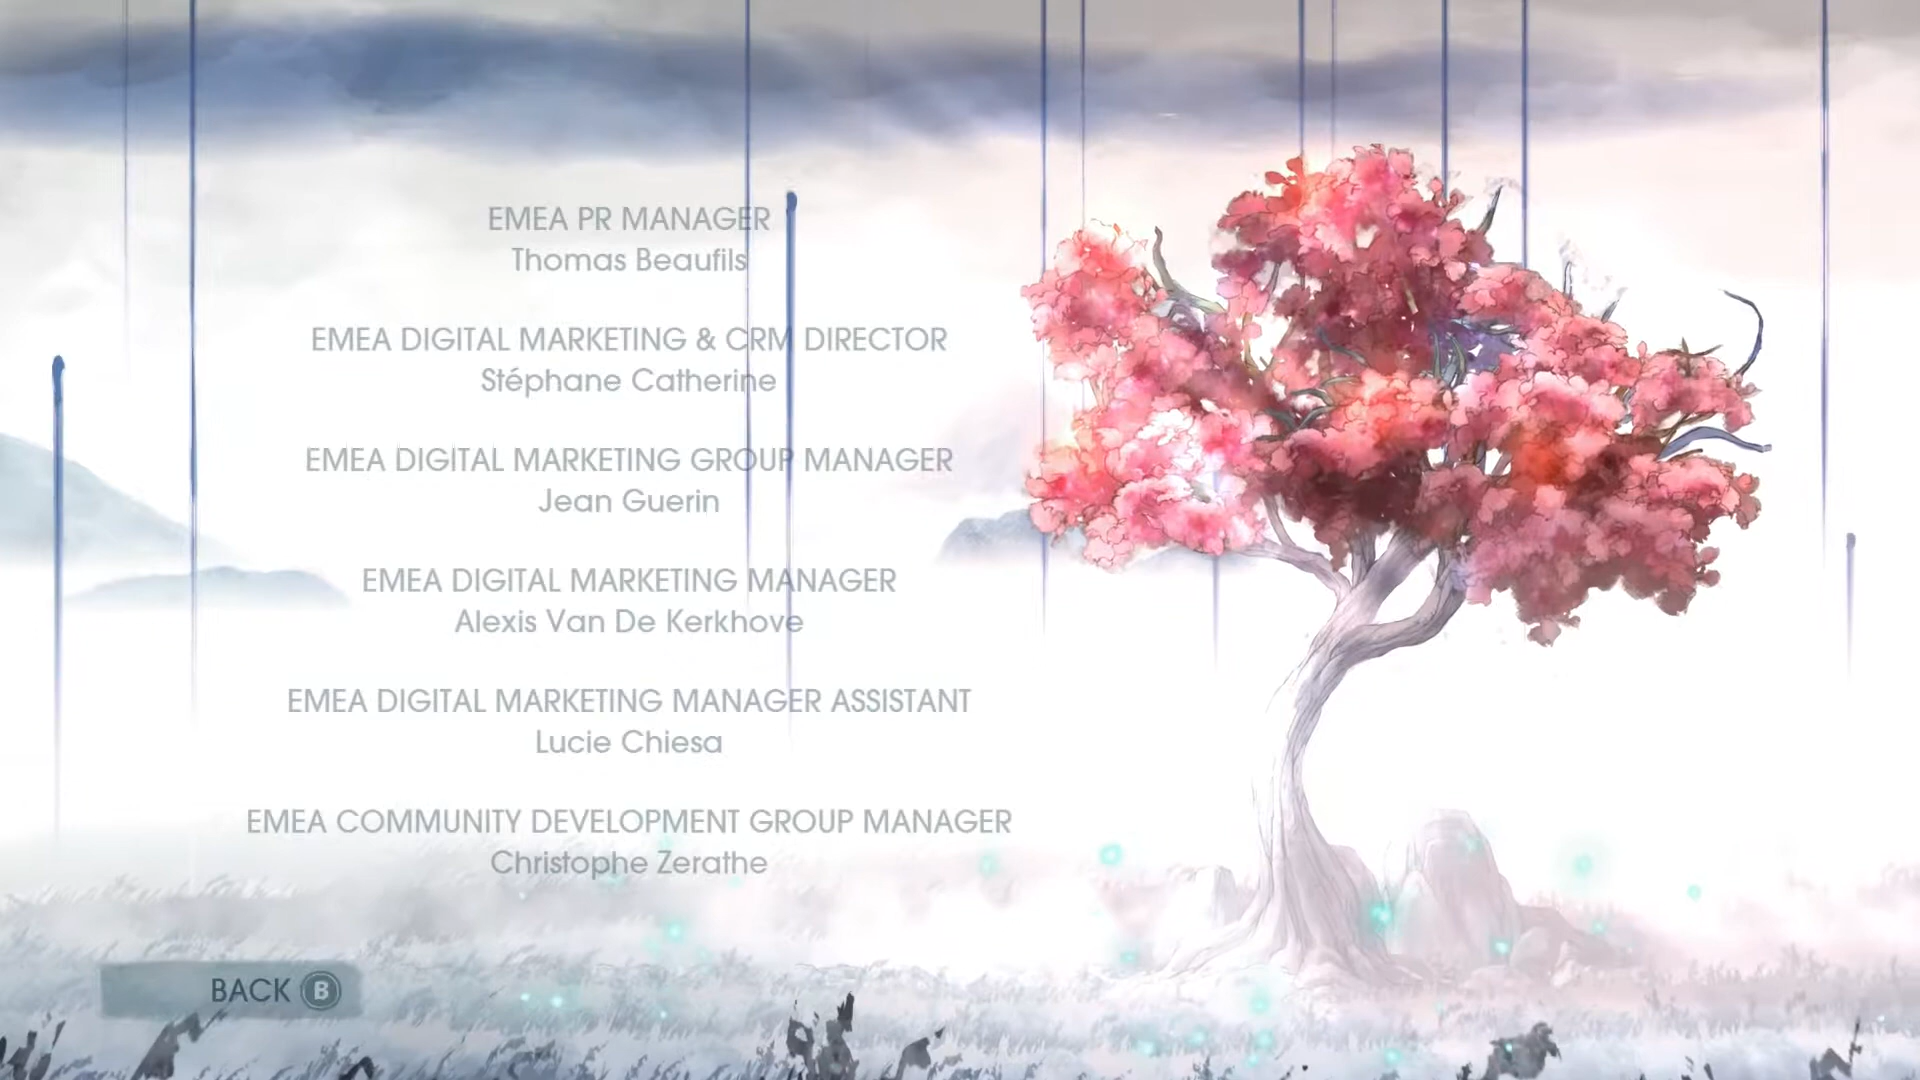 EMEA PR MANAGER
Thomas Beaufils
EMEA DIGITAL MARKETING & CRM DIRECTOR
Stéphane Catherine
EMEA DIGITAL MARKETING GROUP MANAGER
Jean Guerin
EMEA DIGITAL MARKETING MANAGER
Alexis Van De Kerkhove
EMEA DIGITAL MARKETING MANAGER ASSISTANT
Lucie Chiesa
EMEA COMMUNITY DEVELOPMENT GROUP MANAGER
Christophe Zerathe
BACK B